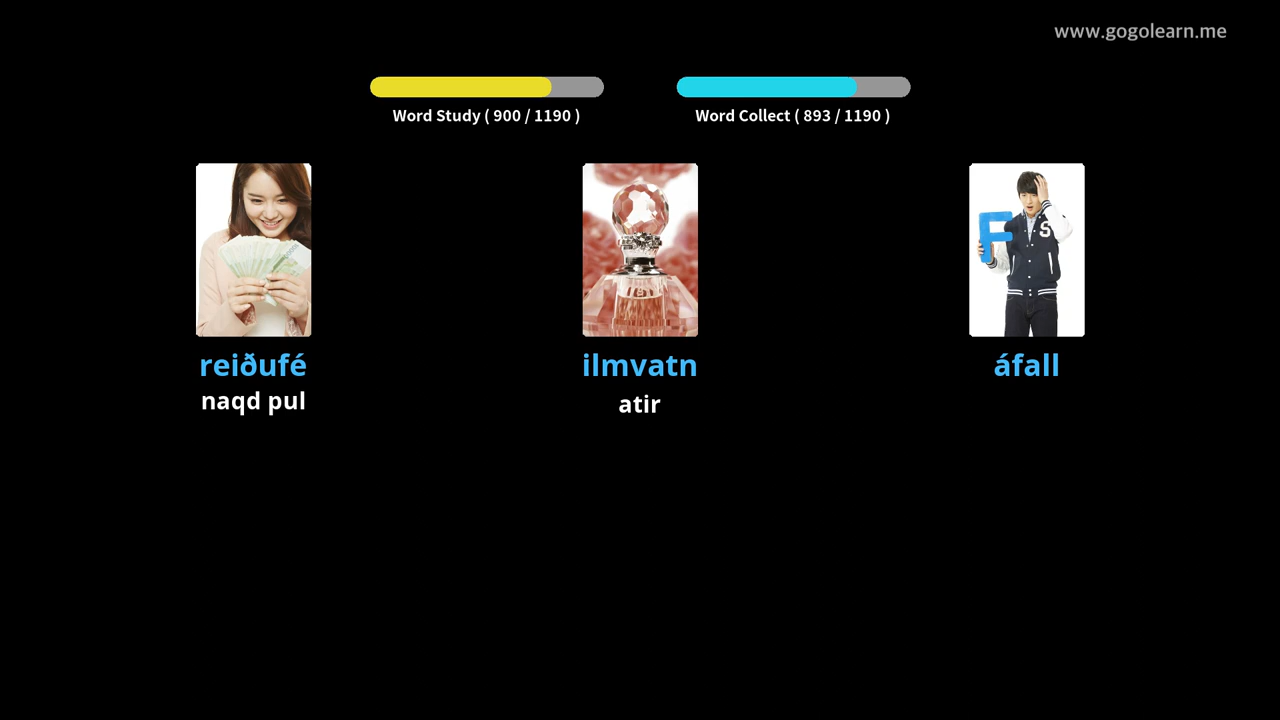 www.gogolearn.me
Word Study ( 900 / 1190 )
Word Collect ( 893 / 1190 )
F
S
reiðufé
ilmvatn
áfall
naqd pul
atir